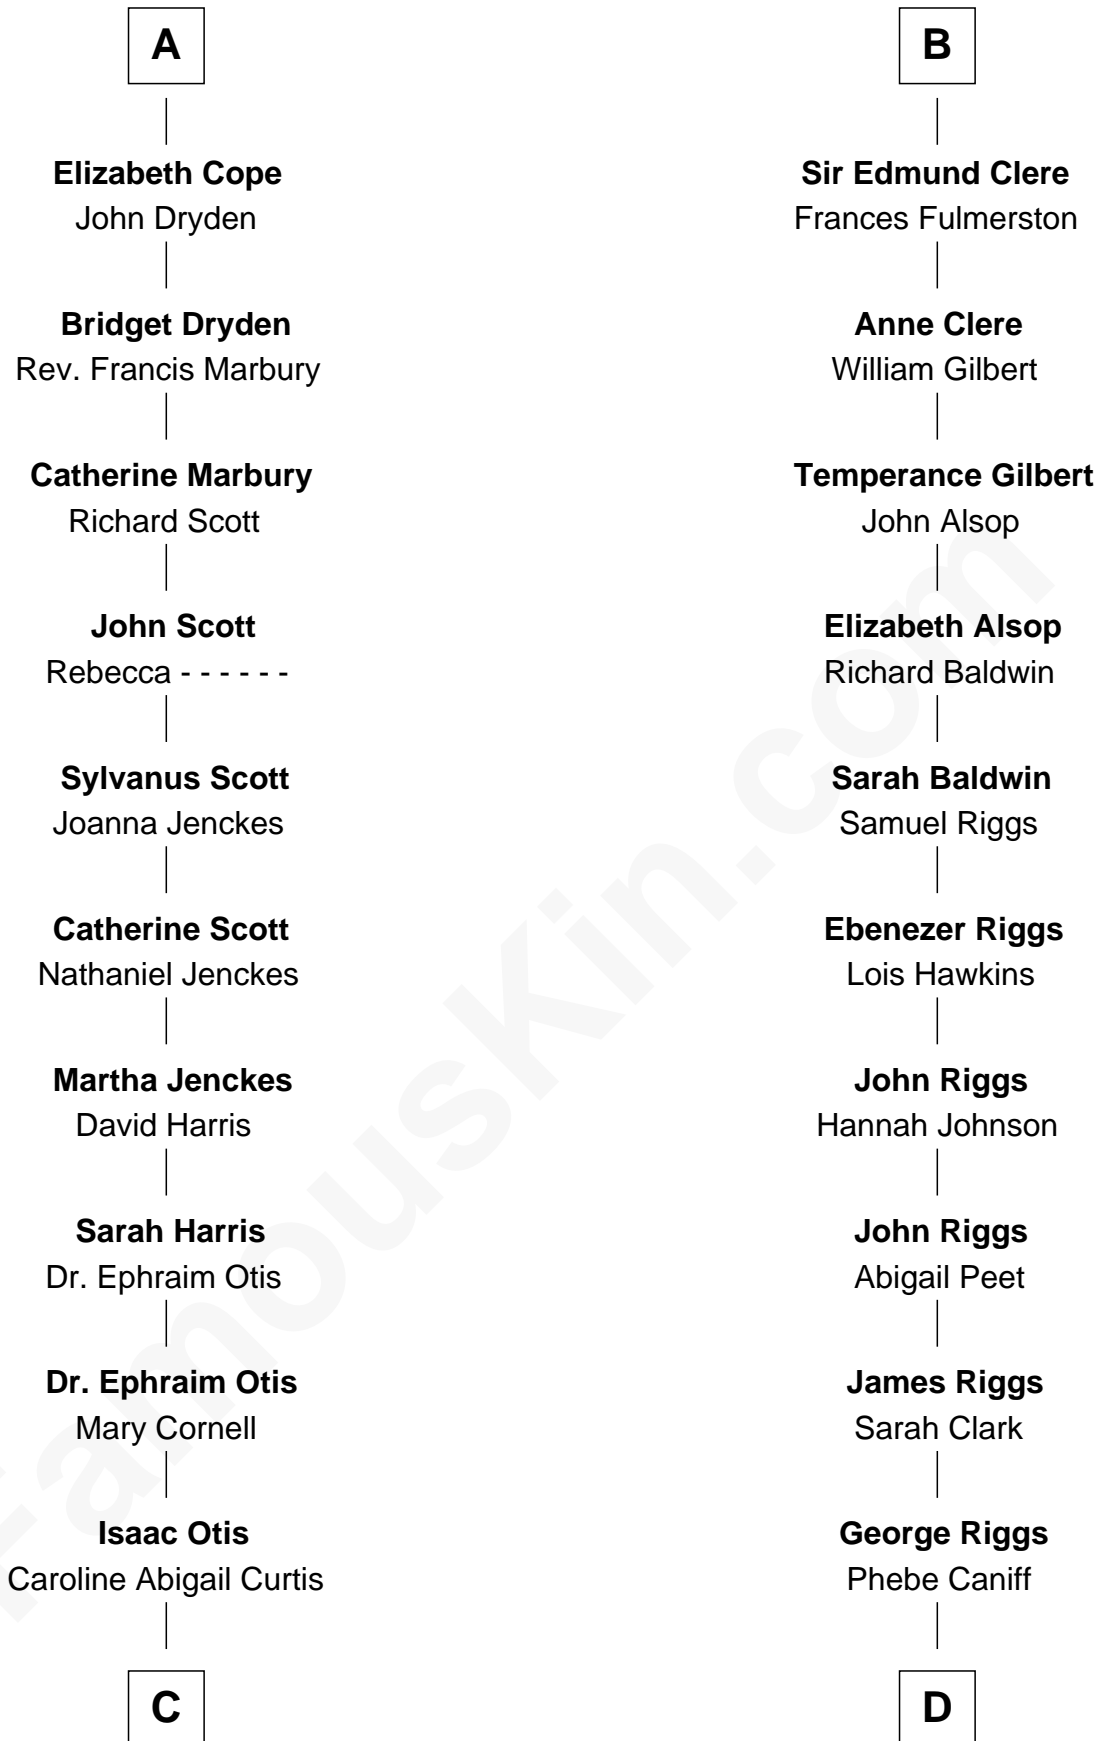 A
Elizabeth Cope
John Dryden
Bridget Dryden
Rev. Francis Marbury
Catherine Marbury
Richard Scott
John Scott
Rebecca - - - - - -
Sylvanus Scott
Joanna Jenckes
Catherine Scott
Nathaniel Jenckes
Martha Jenckes
David Harris
Sarah Harris
Dr. Ephraim Otis
Dr. Ephraim Otis
Mary Cornell
Isaac Otis
Caroline Abigail Curtis
C
B
Sir Edmund Clere
Frances Fulmerston
Anne Clere
William Gilbert
Temperance Gilbert
John Alsop
Elizabeth Alsop
Richard Baldwin
Sarah Baldwin
Samuel Riggs
Ebenezer Riggs
Lois Hawkins
John Riggs
Hannah Johnson
John Riggs
Abigail Peet
James Riggs
Sarah Clark
George Riggs
Phebe Caniff
D
FamousKin.com